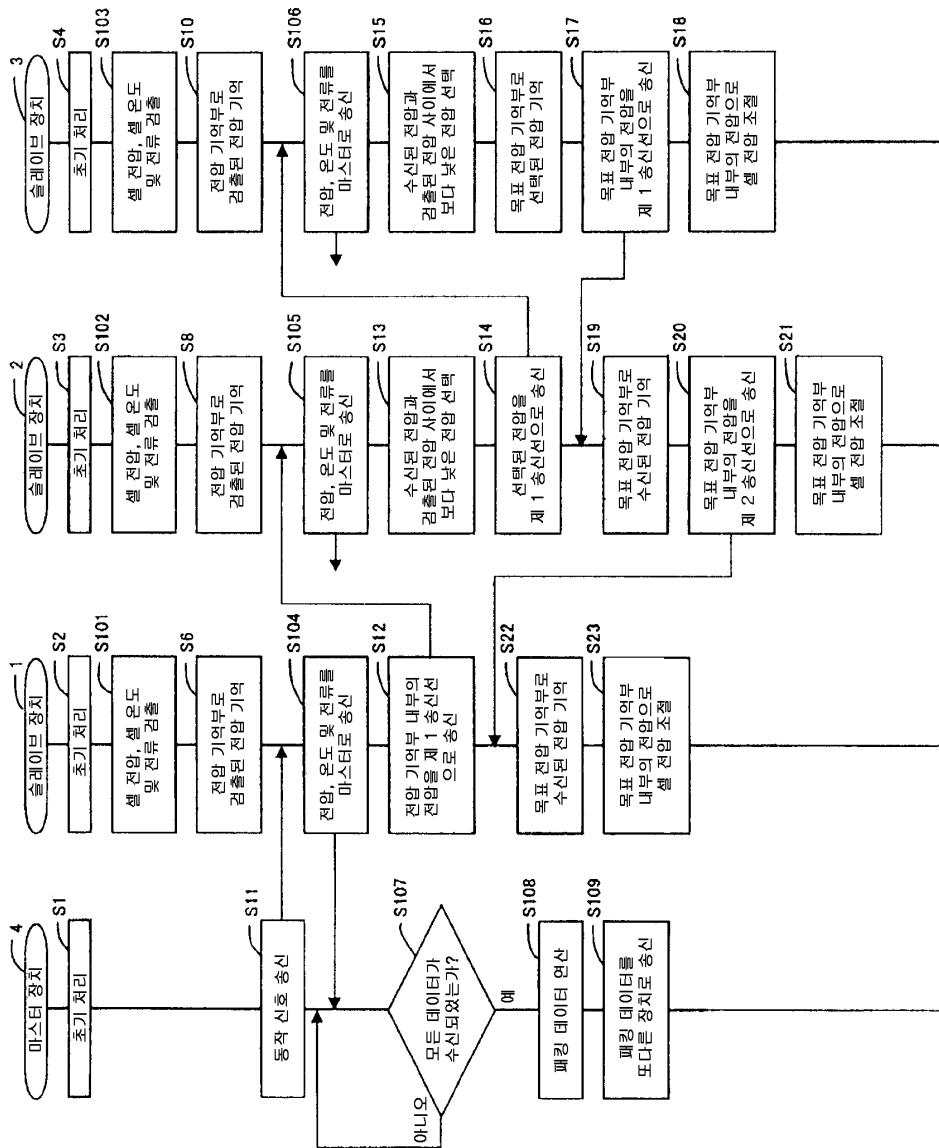 마스터 장치
4
초기 처리
S1
동작 신호 송신
S11
모든 데이터가
수신되었는가?
S107
아니오
예
패킹 데이터 연산
S108
패킹 데이터를
또다른 장치로 송신
S109
슬레이브 장치
1
초기 처리
S2
셀 전압, 셀 온도
및 전류 검출
S101
전압 기억부로
검출된 전압 기억
S6
전압, 온도 및 전류를
마스터로 송신
S104
전압 기억부 내부의
전압을 제 1 송신선
으로 송신
S12
목표 전압 기억부로
수신된 전압 기억
S22
목표 전압 기억부
내부의 전압으로
셀 전압 조절
S23
슬레이브 장치
2
초기 처리
S3
셀 전압, 셀 온도
및 전류 검출
S102
전압 기억부로
검출된 전압 기억
S8
전압, 온도 및 전류를
마스터로 송신
S105
수신된 전압과
검출된 전압 사이에서
보다 낮은 전압 선택
S13
선택된 전압을
제 1 송신선으로 송신
S14
목표 전압 기억부로
수신된 전압 기억
S19
목표 전압 기억부
내부의 전압을
제 2 송신선으로 송신
S20
목표 전압 기억부
내부의 전압으로
셀 전압 조절
S21
슬레이브 장치
3
초기 처리
S4
셀 전압, 셀 온도
및 전류 검출
S103
전압 기억부로
검출된 전압 기억
S10
전압, 온도 및 전류를
마스터로 송신
S106
수신된 전압과
검출된 전압 사이에서
보다 낮은 전압 선택
S15
목표 전압 기억부로
선택된 전압 기억
S16
목표 전압 기억부
내부의 전압을
제 1 송신선으로 송신
S17
목표 전압 기억부
내부의 전압으로
셀 전압 조절
S18